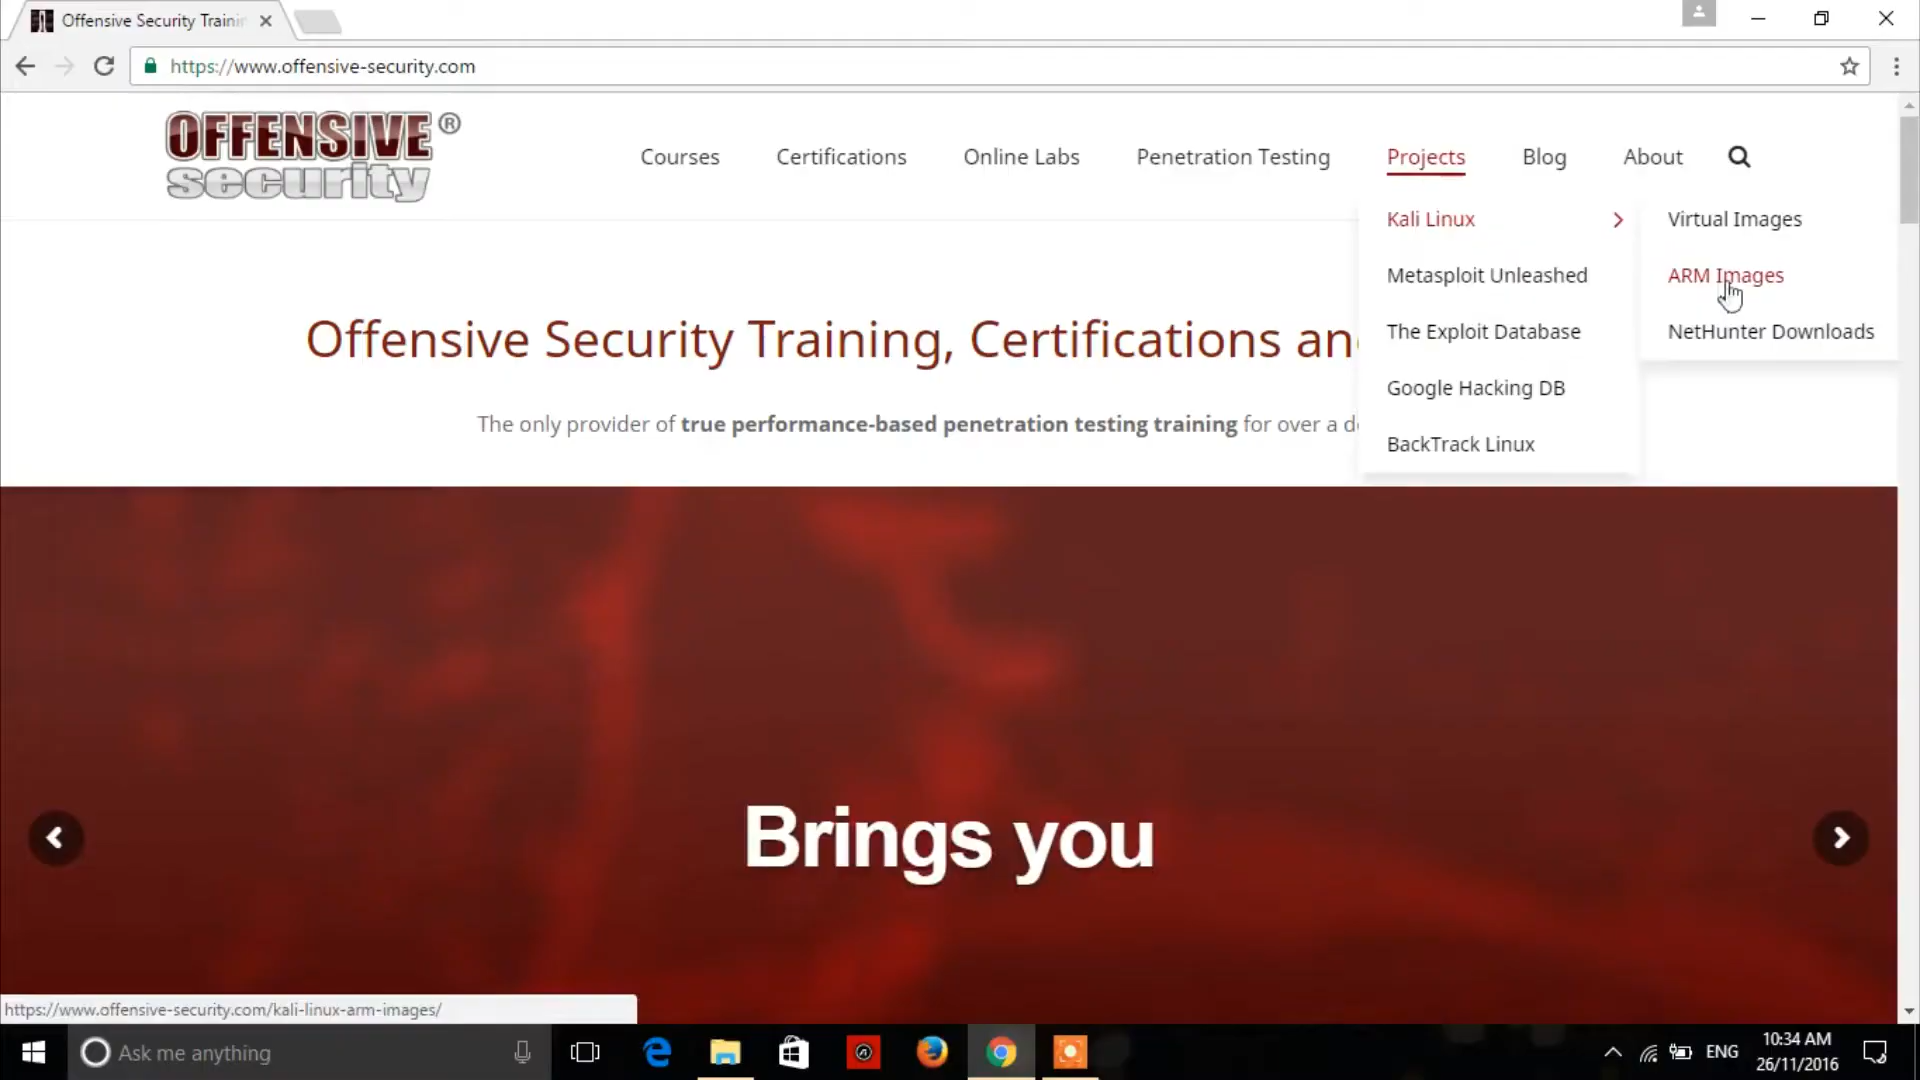 Offensive Security Traini
https://www.offensive-security.com
OFFENSIVE ®
security
Courses
Certifications
Online Labs
Penetration Testing
Projects
Blog
About
Kali Linux
Virtual Images
Metasploit Unleashed
ARM Images
The Exploit Database
NetHunter Downloads
Google Hacking DB
BackTrack Linux
Offensive Security Training, Certifications an
The only provider of true performance-based penetration testing training for over a d
Brings you
https://www.offensive-security.com/kali-linux-arm-images/
Ask me anything
ENG
10:34 AM
26/11/2016